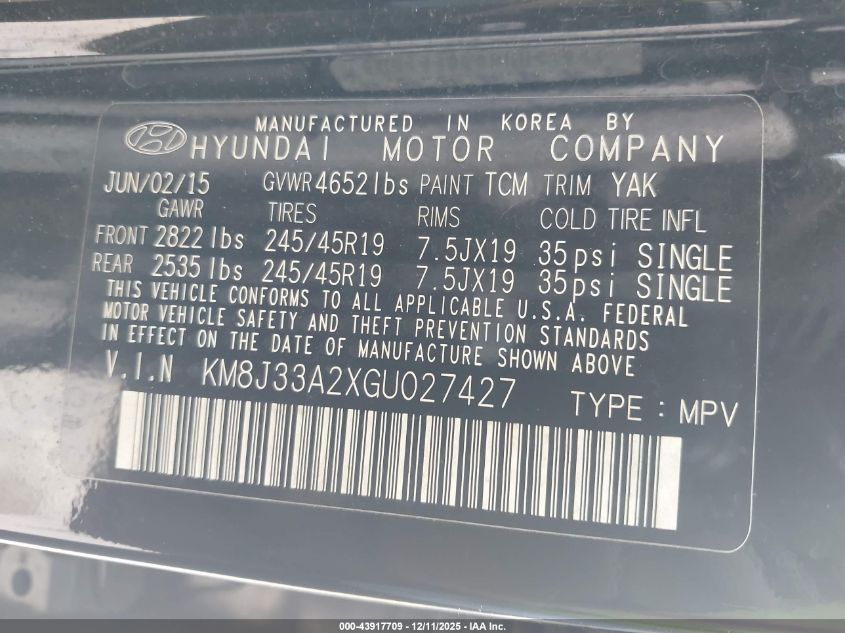 MANUFACTURED IN KOREA BY
HYUNDAI MOTOR COMPANY
JUN/02/15 GVWR 4652 lbs PAINT TCM TRIM YAK
GAWR TIRES RIMS COLD TIRE INFL
FRONT 2822 lbs 245/45R19 7.5JX19 35psi SINGLE
REAR 2535 lbs 245/45R19 7.5JX19 35psi SINGLE
THIS VEHICLE CONFORMS TO ALL APPLICABLE U.S.A. FEDERAL
MOTOR VEHICLE SAFETY AND THEFT PREVENTION STANDARDS
IN EFFECT ON THE DATE OF MANUFACTURE SHOWN ABOVE
V.I.N KM8J33A2XGU027427 TYPE : MPV
000-43917709 - 12/11/2025 - IAA Inc.